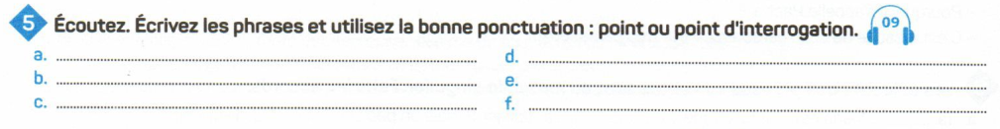 5 Écoutez. Écrivez les phrases et utilisez la bonne ponctuation : point ou point d'interrogation. 09
a. ........ d. ........
b. ........ e. ........
c. ........ f. ........